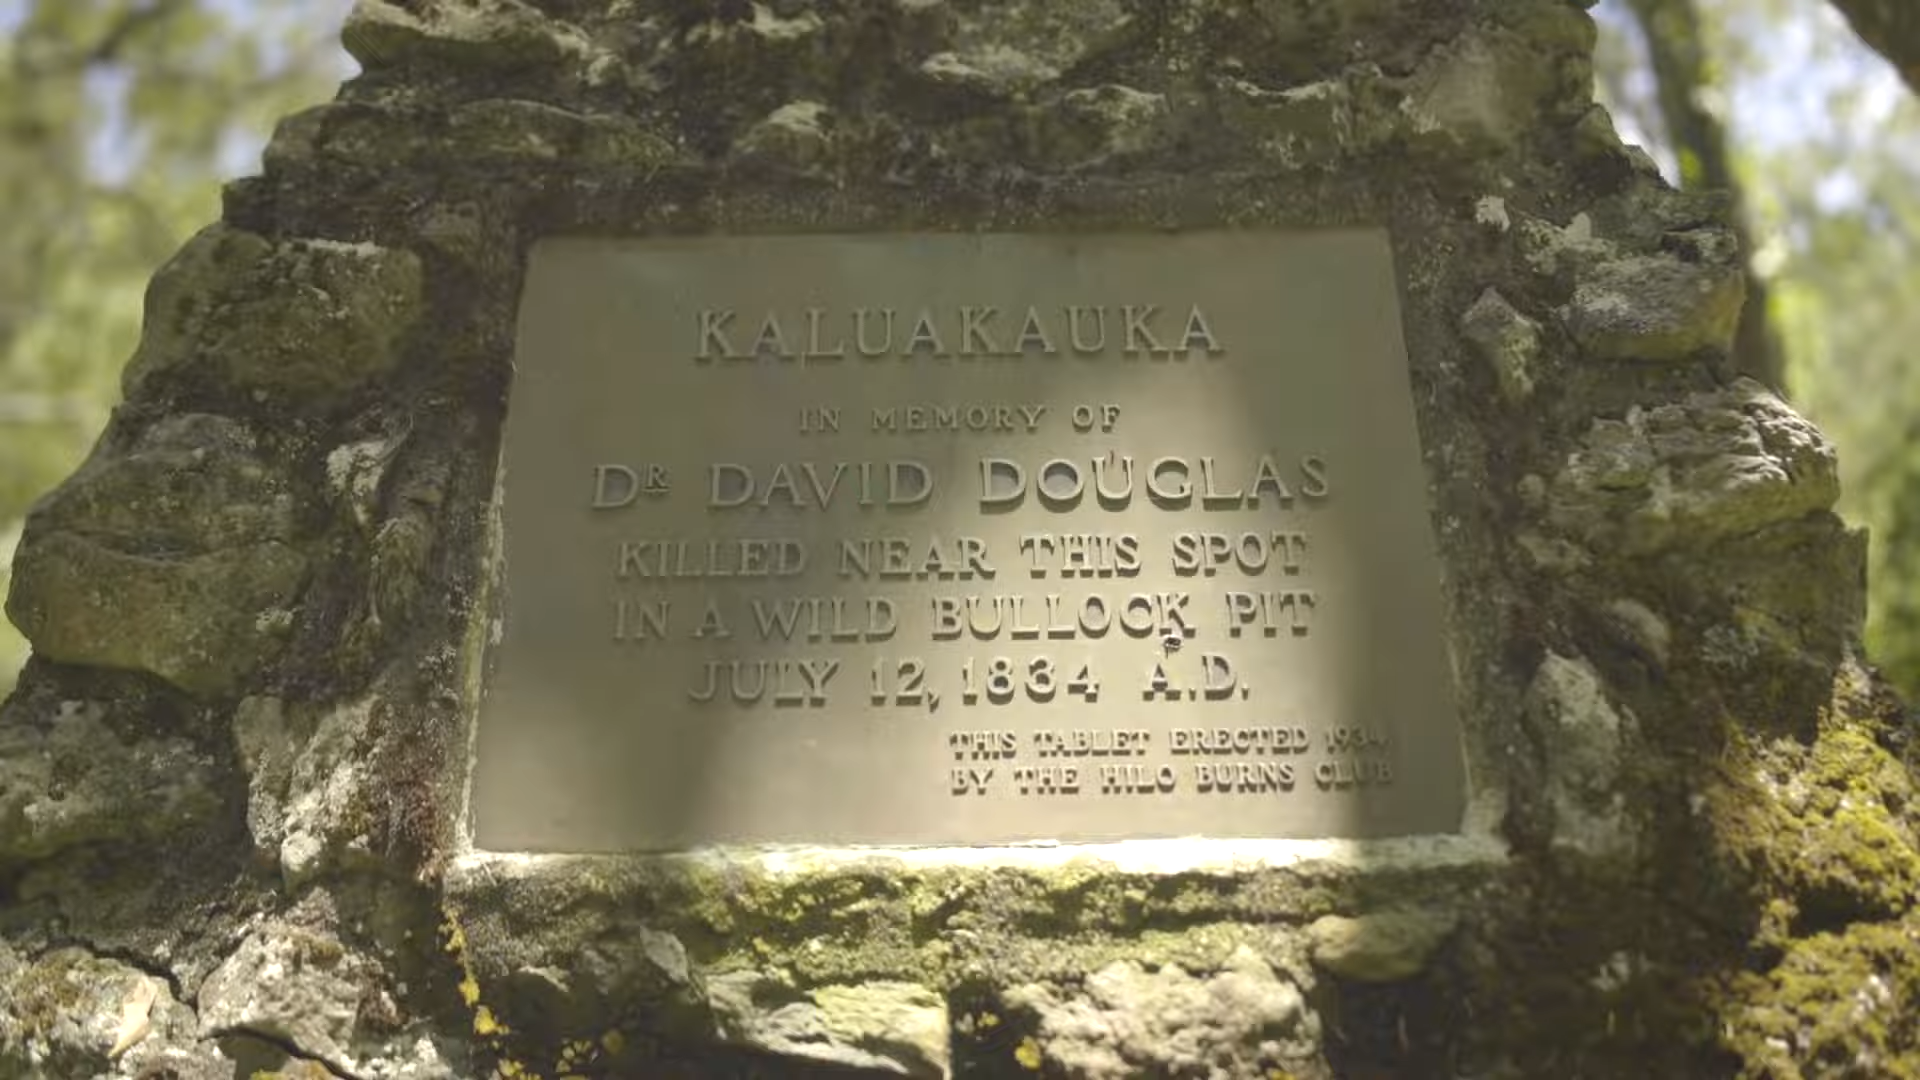 KALUAKAUKA
IN MEMORY OF
DR DAVID DOUGLAS
KILLED NEAR THIS SPOT
IN A WILD BULLOCK PIT
JULY 12, 1834 A.D.
THIS TABLET ERECTED 1934
BY THE HILO BURNS CLUB